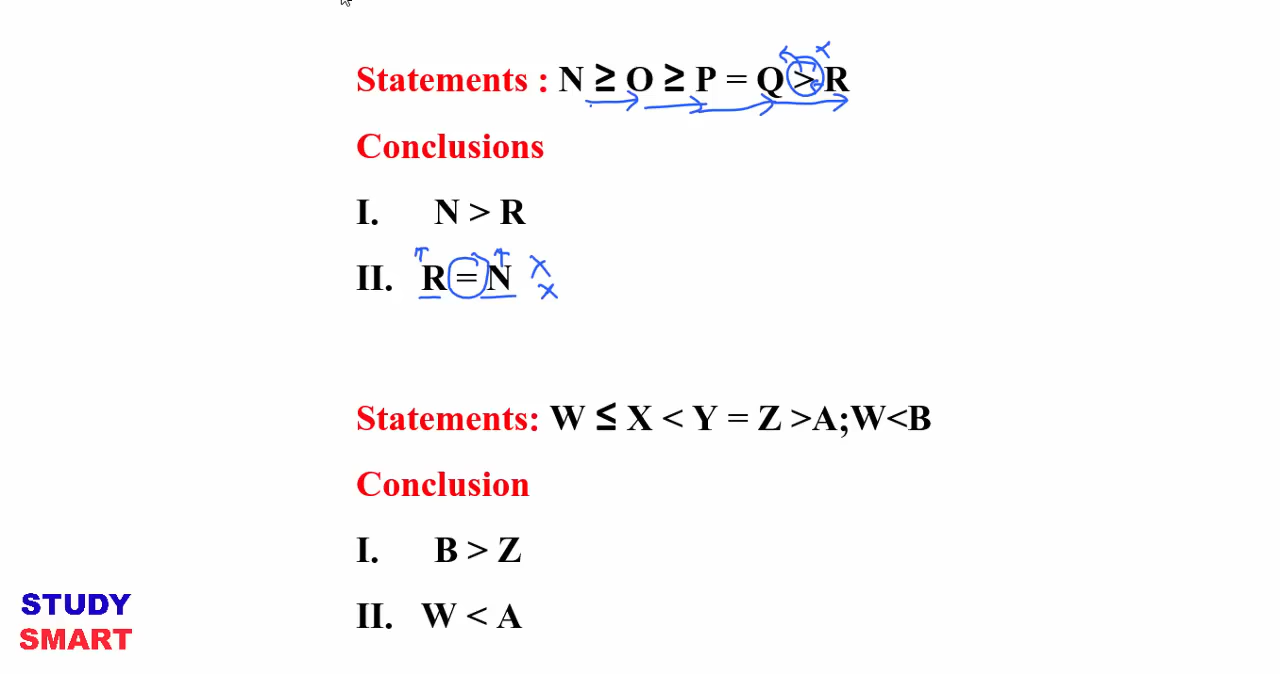 Statements : N ≥ O ≥ P = Q > R
Conclusions
I. N > R
II. R = N
Statements: W ≤ X < Y = Z >A;W<B
Conclusion
I. B > Z
II. W < A
STUDY
SMART